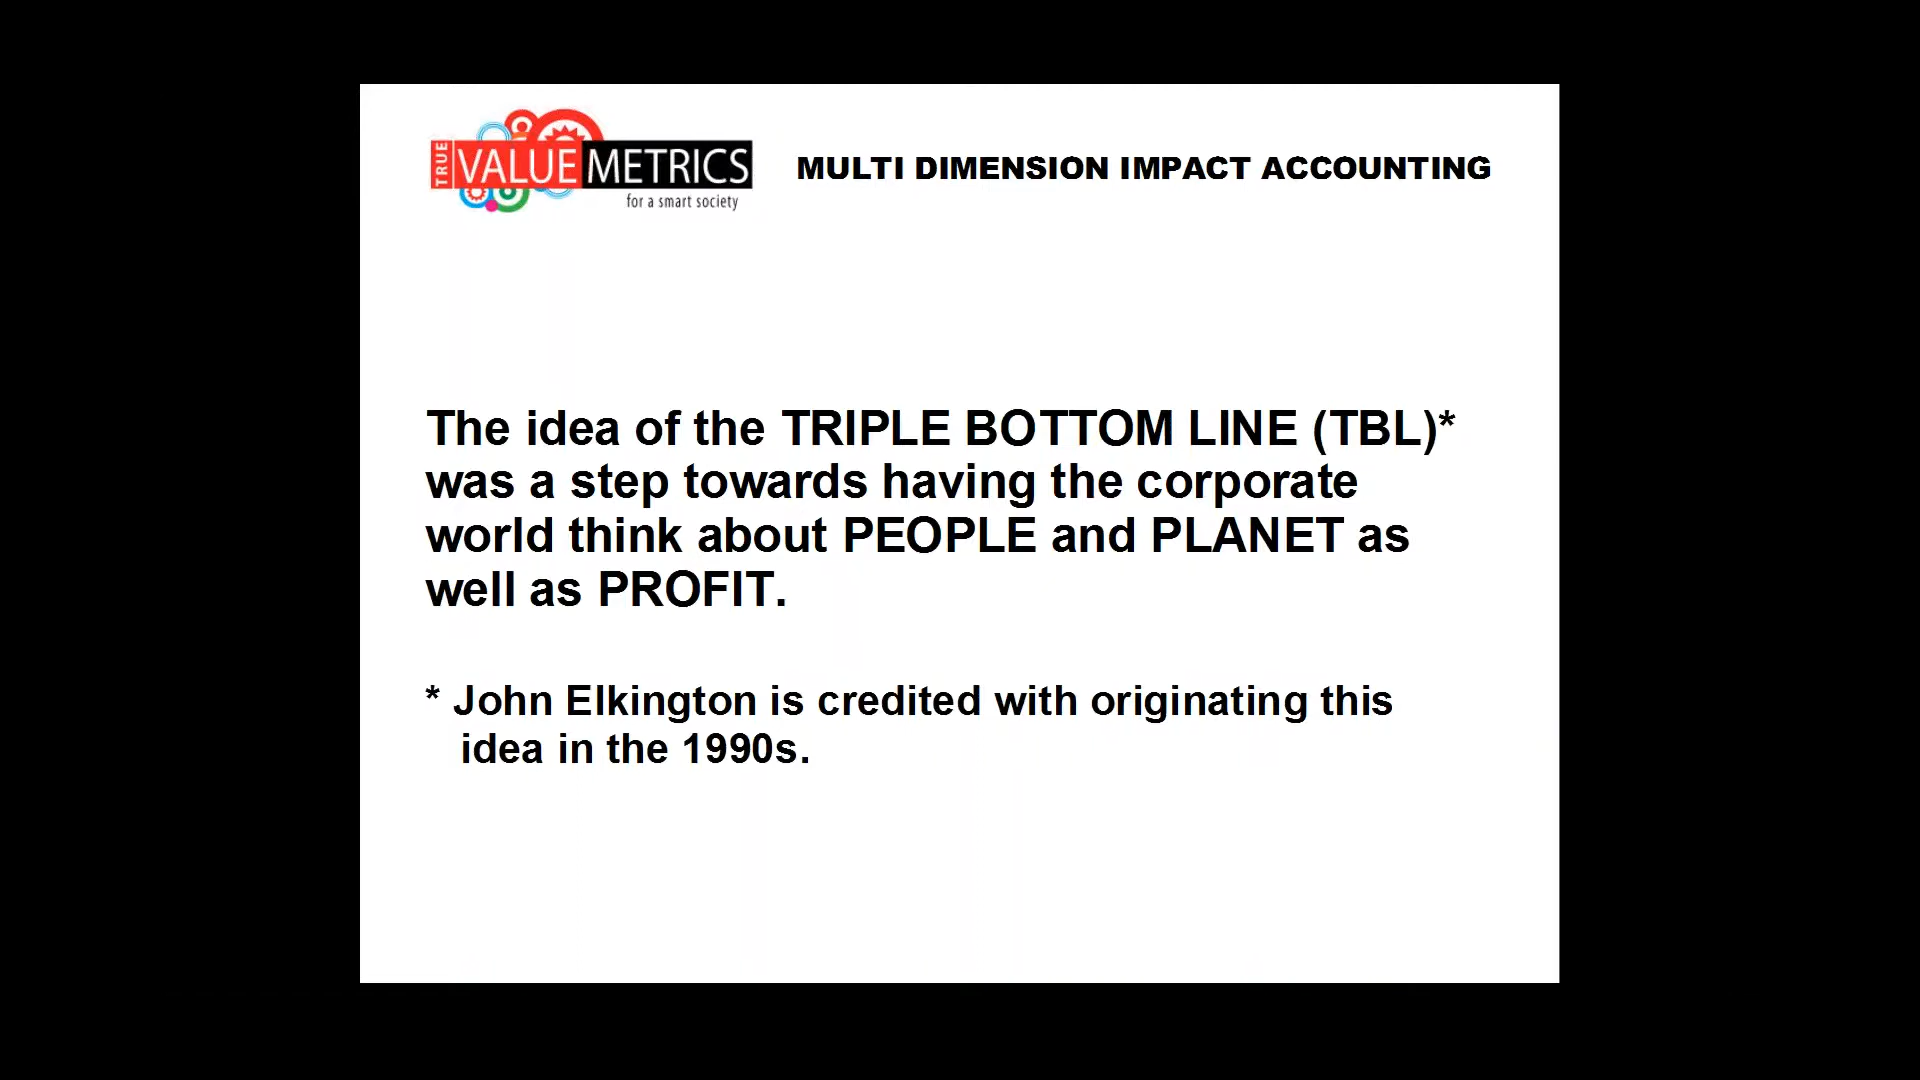 TRUE VALUE METRICS
for a smart society
MULTI DIMENSION IMPACT ACCOUNTING
The idea of the TRIPLE BOTTOM LINE (TBL)*
was a step towards having the corporate
world think about PEOPLE and PLANET as
well as PROFIT.
* John Elkington is credited with originating this
idea in the 1990s.